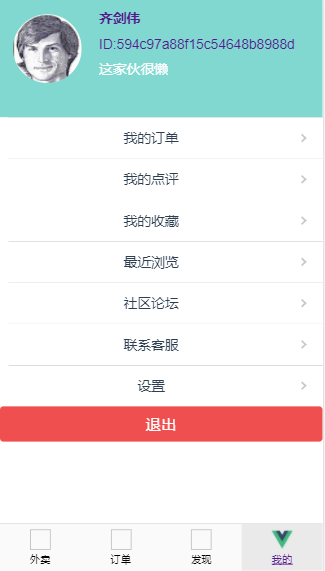 齐剑伟
ID:594c97a88f15c54648b8988d
这家伙很懒
我的订单
我的点评
我的收藏
最近浏览
社区论坛
联系客服
设置
退出
外卖 订单 发现 我的